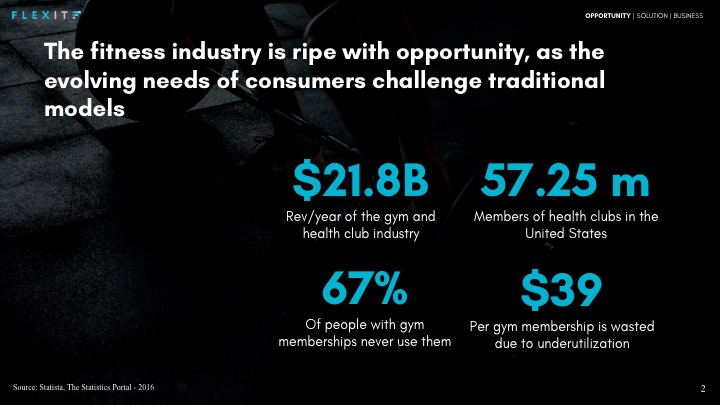 FLEXITF
OPPORTUNITY | SOLUTION | BUSINESS
The fitness industry is ripe with opportunity, as the
evolving needs of consumers challenge traditional
models
$21.8B
Rev/year of the gym and
health club industry
57.25 m
Members of health clubs in the
United States
67%
Of people with gym
memberships never use them
$39
Per gym membership is wasted
due to underutilization
Source: Statista, The Statistics Portal - 2016
2